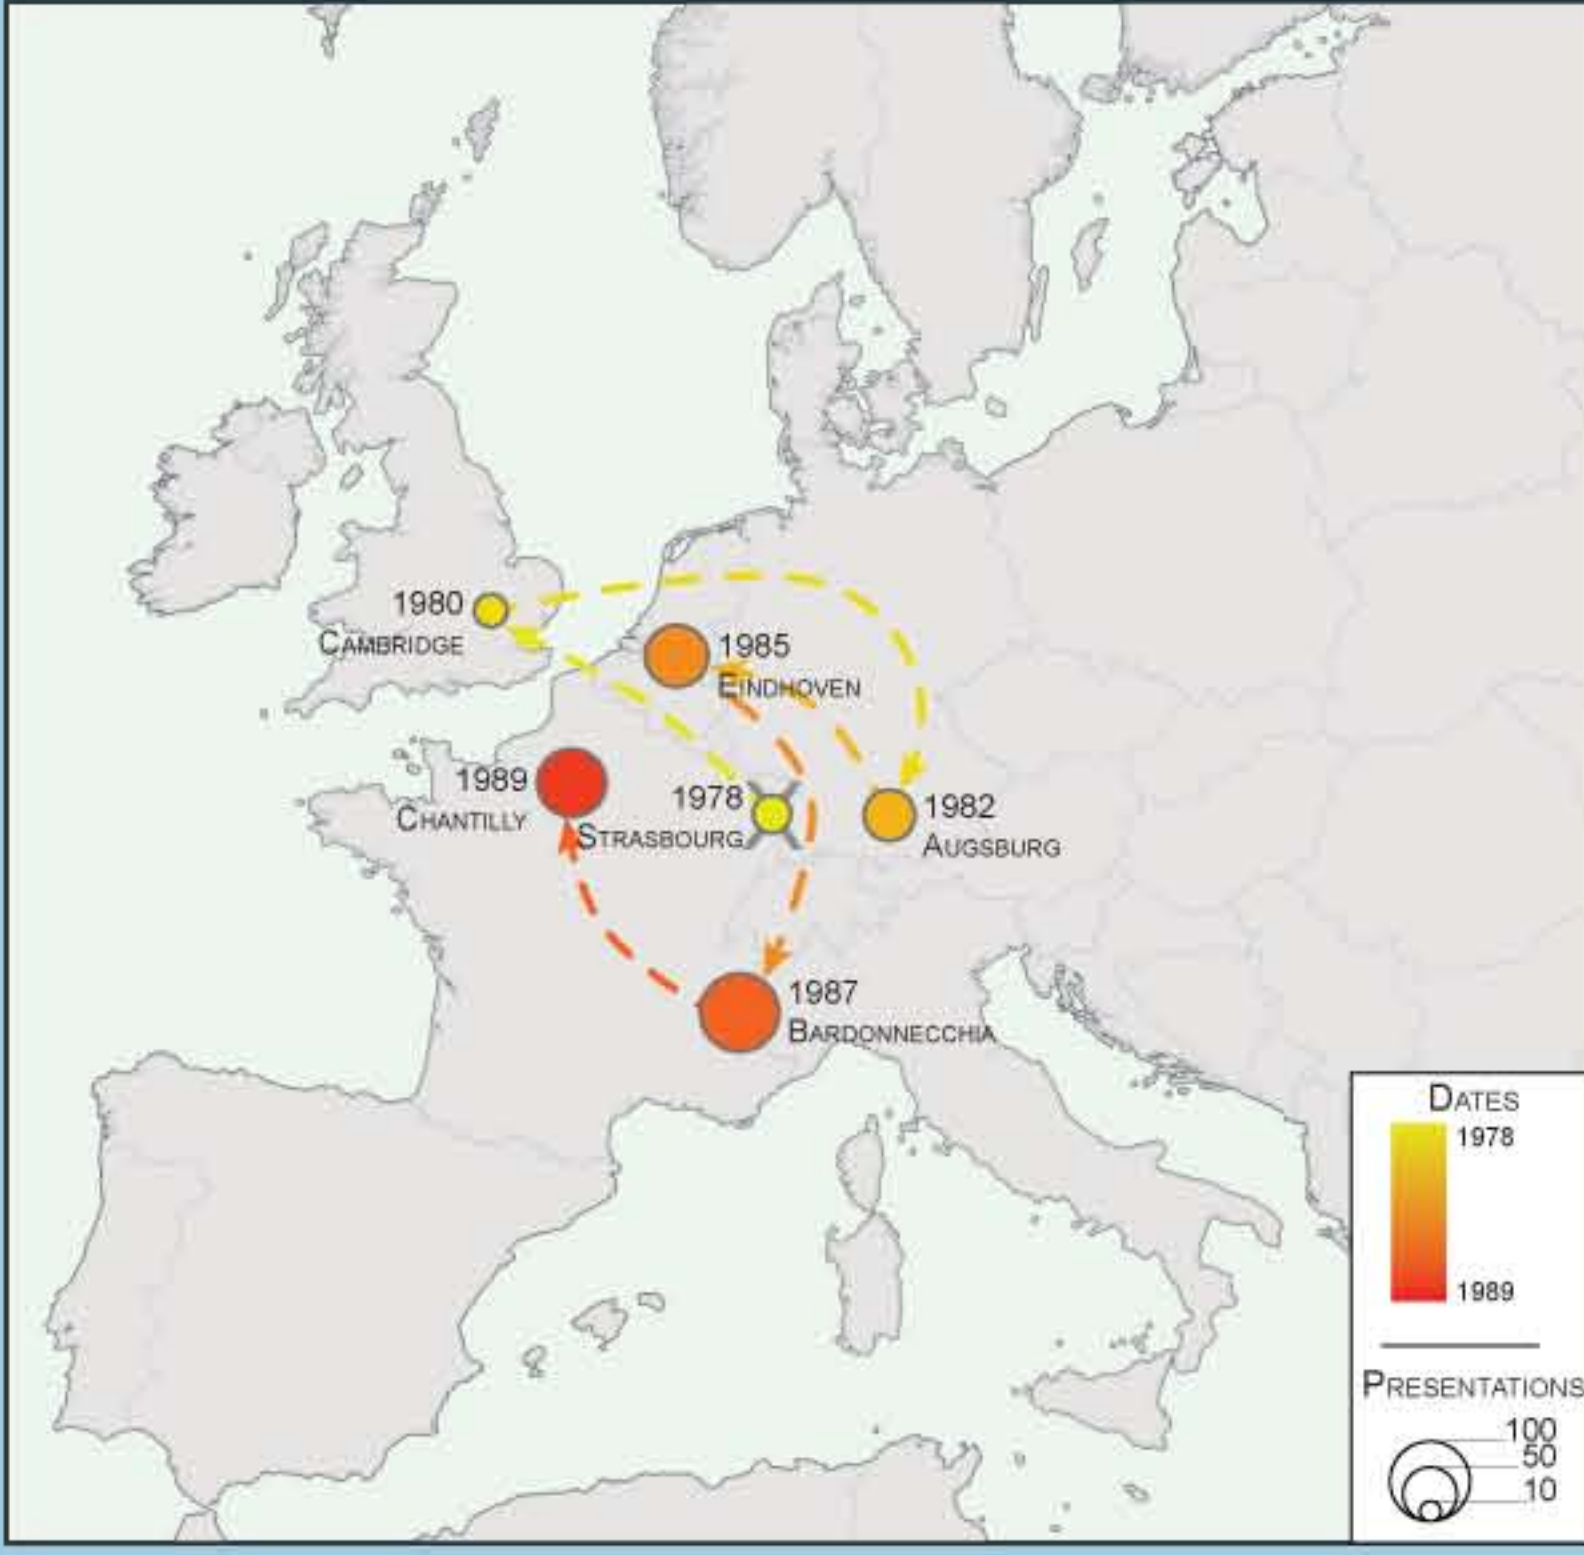 1980
CAMBRIDGE
1985
EINDHOVEN
1989
CHANTILLY
1978
STRASBOURG
1982
AUGSBURG
1987
BARDONNECCHIA
DATES
1978
1989
PRESENTATIONS
100
50
10